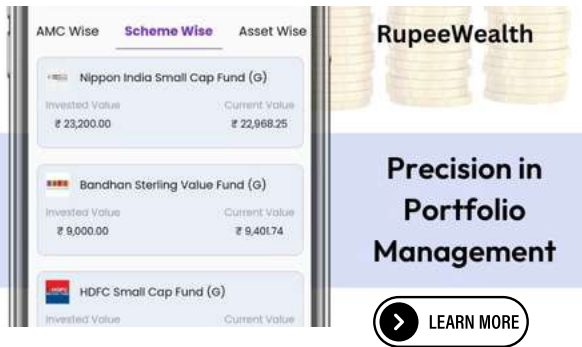 AMC Wise Scheme Wise Asset Wise
Nippon India Small Cap Fund (G)
Invested Value Current Value
₹ 23,200.00 ₹ 22,968.25
Bandhan Sterling Value Fund (G)
Invested Value Current Value
₹ 9,000.00 ₹ 9,401.74
HDFC Small Cap Fund (G)
Invested Value Current Value
RupeeWealth
Precision in
Portfolio
Management
LEARN MORE